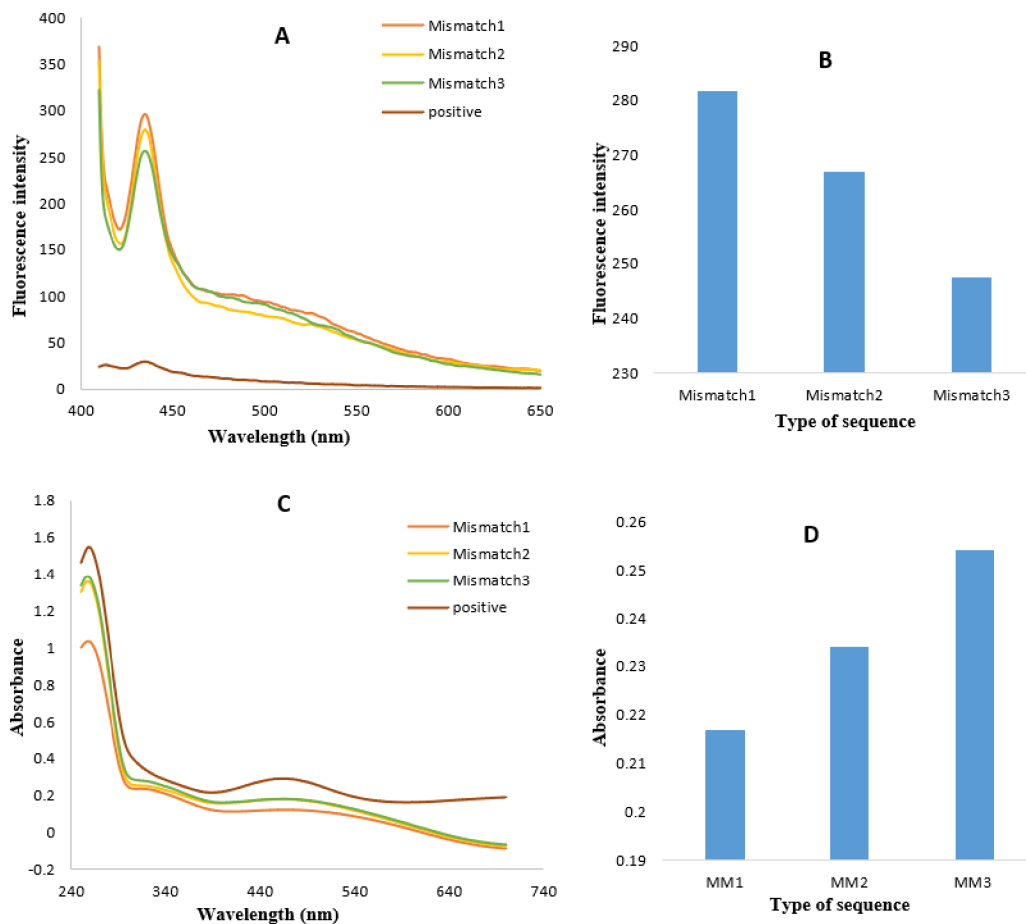 A
Mismatch1
Mismatch2
Mismatch3
positive
Fluorescence intensity
400
350
300
250
200
150
100
50
0
400 450 500 550 600 650
Wavelength (nm)
B
Fluorescence intensity
290
280
270
260
250
240
230
Mismatch1 Mismatch2 Mismatch3
Type of sequence
C
Mismatch1
Mismatch2
Mismatch3
positive
Absorbance
1.8
1.6
1.4
1.2
1
0.8
0.6
0.4
0.2
0
-0.2
240 340 440 540 640 740
Wavelength (nm)
D
Absorbance
0.26
0.25
0.24
0.23
0.22
0.21
0.2
0.19
MM1 MM2 MM3
Type of sequence